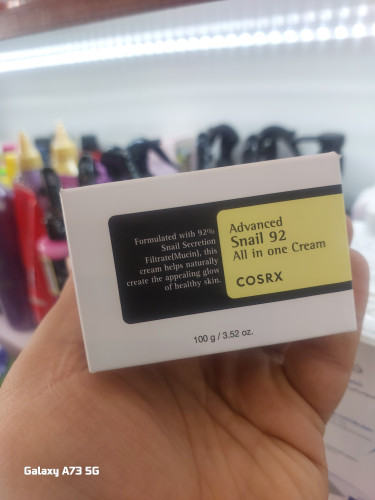 Formulated with 92%
Snail Secretion
Filtrate(Mucin), this
cream helps naturally
create the appealing glow
of healthy skin.
Advanced
Snail 92
All in one Cream
COSRX
100 g / 3.52 oz.
Galaxy A73 5G